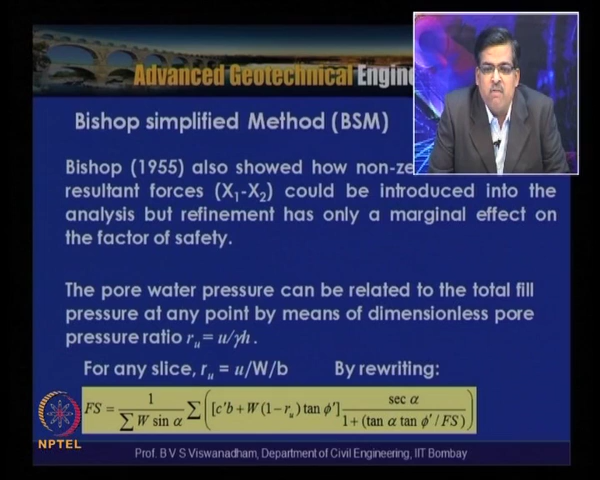 Advanced Geotechnical Engine
Bishop simplified Method (BSM)
Bishop (1955) also showed how non-ze
resultant forces (X₁-X₂) could be introduced into the
analysis but refinement has only a marginal effect on
the factor of safety.
The pore water pressure can be related to the total fill
pressure at any point by means of dimensionless pore
pressure ratio rᵤ = u/γh .
For any slice, rᵤ = u/W/b By rewriting:
FS = 1 / ∑ W sin α ∑ ([c′b + W (1 − rᵤ) tan φ′] sec α / 1 + (tan α tan φ′ / FS))
NPTEL
Prof. B V S Viswanadham, Department of Civil Engineering, IIT Bombay